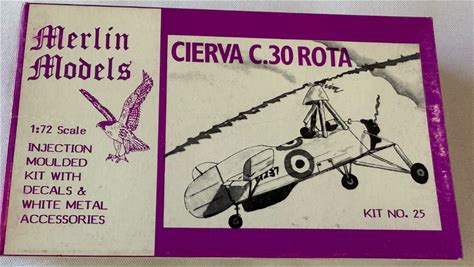 Merlin
Models
1:72 Scale
INJECTION
MOULDED
KIT WITH
DECALS &
WHITE METAL
ACCESSORIES
CIERVA C.30 ROTA
KIT NO. 25